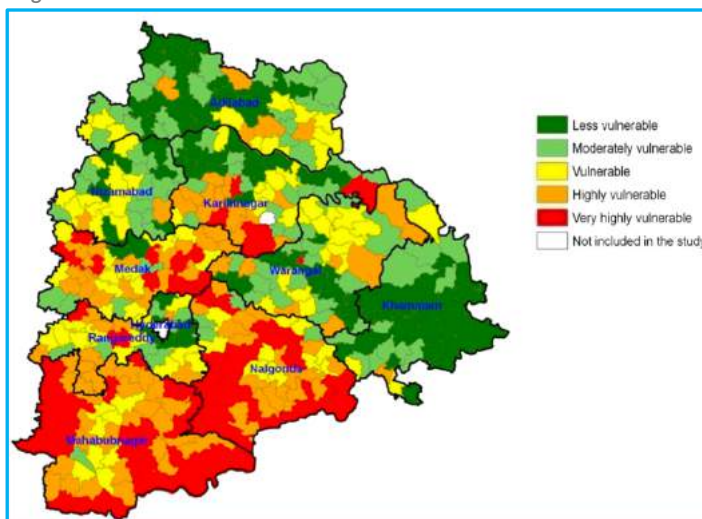 Adilabad
Nizamabad
Karimnagar
Medak
Warangal
Khammam
Hyderabad
Rangareddy
Nalgonda
Mahabubnagar
Less vulnerable
Moderately vulnerable
Vulnerable
Highly vulnerable
Very highly vulnerable
Not included in the study